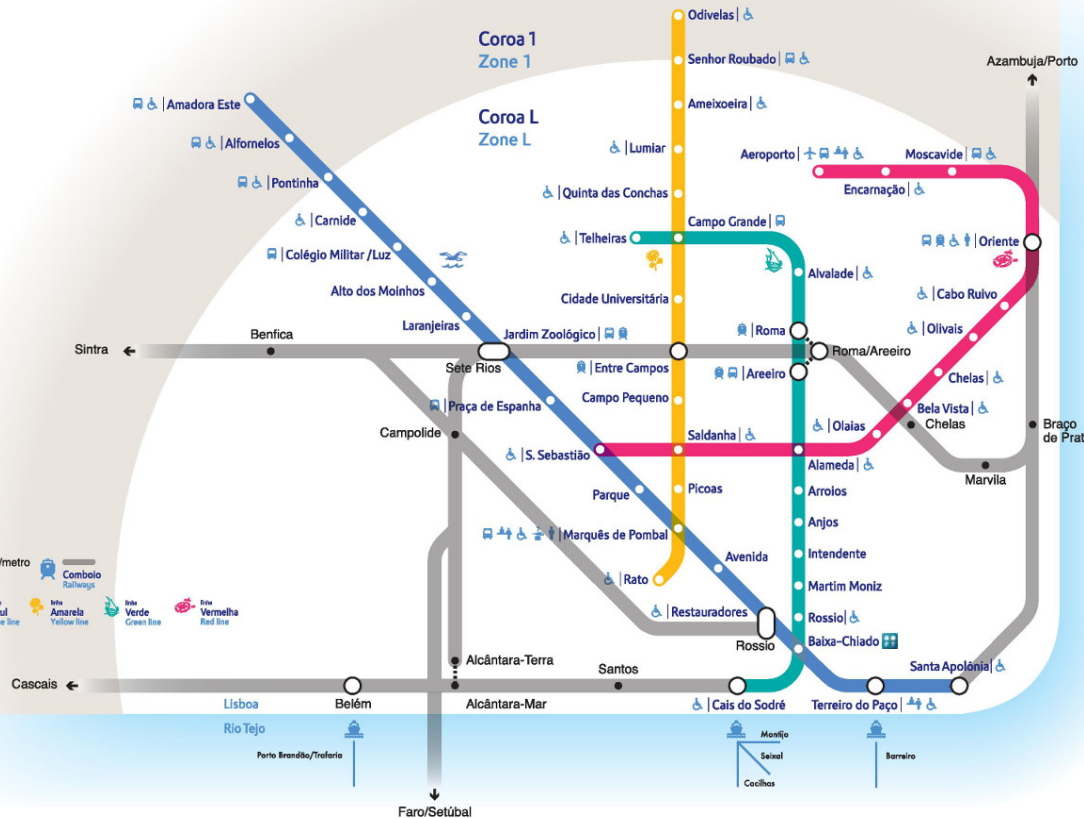 Odivelas
Coroa 1
Zone 1
Senhor Roubado
Azambuja/Porto
Amadora Este
Ameixoeira
Coroa L
Zone L
Alfornelos
Lumiar
Aeroporto
Moscavide
Pontinha
Encarnação
Quinta das Conchas
Carnide
Campo Grande
Telheiras
Oriente
Colégio Militar /Luz
Alvalade
Alto dos Moinhos
Cidade Universitária
Cabo Ruivo
Laranjeiras
Jardim Zoológico
Roma
Olivais
Benfica
Sintra
Roma/Areeiro
Sete Rios
Entre Campos
Areeiro
Chelas
Praça de Espanha
Campo Pequeno
Bela Vista
Chelas
Campolide
Saldanha
Olaias
Braço
de Prat
S. Sebastião
Alameda
Marvila
Parque
Picoas
Arroios
Marquês de Pombal
Anjos
Avenida
Intendente
/metro
Comboio
Railways
Rato
Martim Moniz
ul
e line
linha
Amarela
Yellow line
linha
Verde
Green line
linha
Vermelha
Red line
Restauradores
Rossio
Rossio
Baixa-Chiado
Alcântara-Terra
Santos
Santa Apolónia
Cascais
Lisboa
Belém
Alcântara-Mar
Cais do Sodré
Terreiro do Paço
Rio Tejo
Porto Brandão/Trafaria
Montijo
Seixal
Cacilhas
Barreiro
Faro/Setúbal